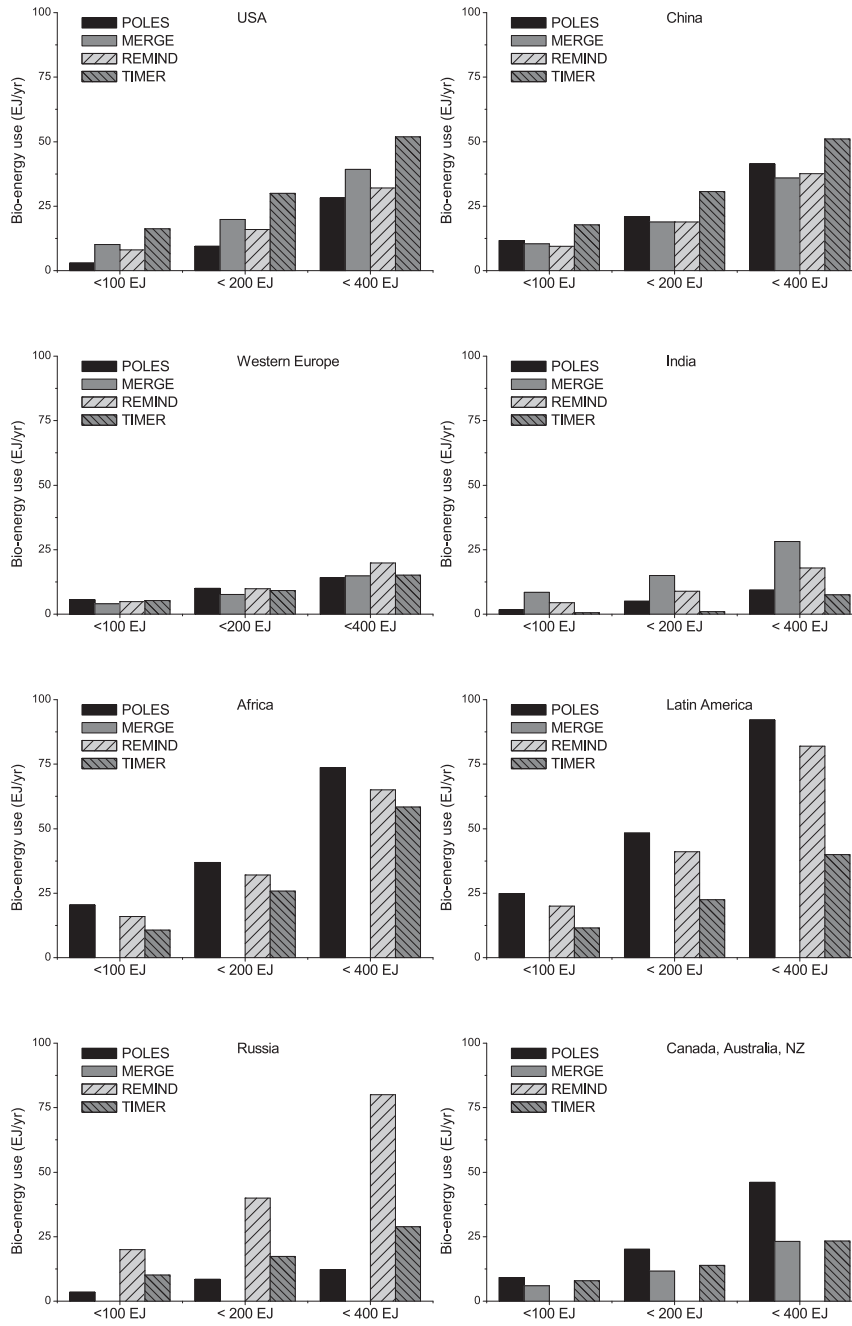 USA
POLES
MERGE
REMIND
TIMER
Bio-energy use (EJ/yr)
100
75
50
25
0
<100 EJ
< 200 EJ
< 400 EJ
China
POLES
MERGE
REMIND
TIMER
Bio-energy use (EJ/yr)
100
75
50
25
0
<100 EJ
< 200 EJ
< 400 EJ
Western Europe
POLES
MERGE
REMIND
TIMER
Bio-energy use (EJ/yr)
100
75
50
25
0
<100 EJ
<200 EJ
<400 EJ
India
POLES
MERGE
REMIND
TIMER
Bio-energy use (EJ/yr)
100
75
50
25
0
<100 EJ
< 200 EJ
< 400 EJ
Africa
POLES
MERGE
REMIND
TIMER
Bio-energy use (EJ/yr)
100
75
50
25
0
<100 EJ
< 200 EJ
< 400 EJ
Latin America
POLES
MERGE
REMIND
TIMER
Bio-energy use (EJ/yr)
100
75
50
25
0
<100 EJ
< 200 EJ
< 400 EJ
Russia
POLES
MERGE
REMIND
TIMER
Bio-energy use (EJ/yr)
100
75
50
25
0
<100 EJ
< 200 EJ
< 400 EJ
Canada, Australia, NZ
POLES
MERGE
REMIND
TIMER
Bio-energy use (EJ/yr)
100
75
50
25
0
<100 EJ
< 200 EJ
< 400 EJ